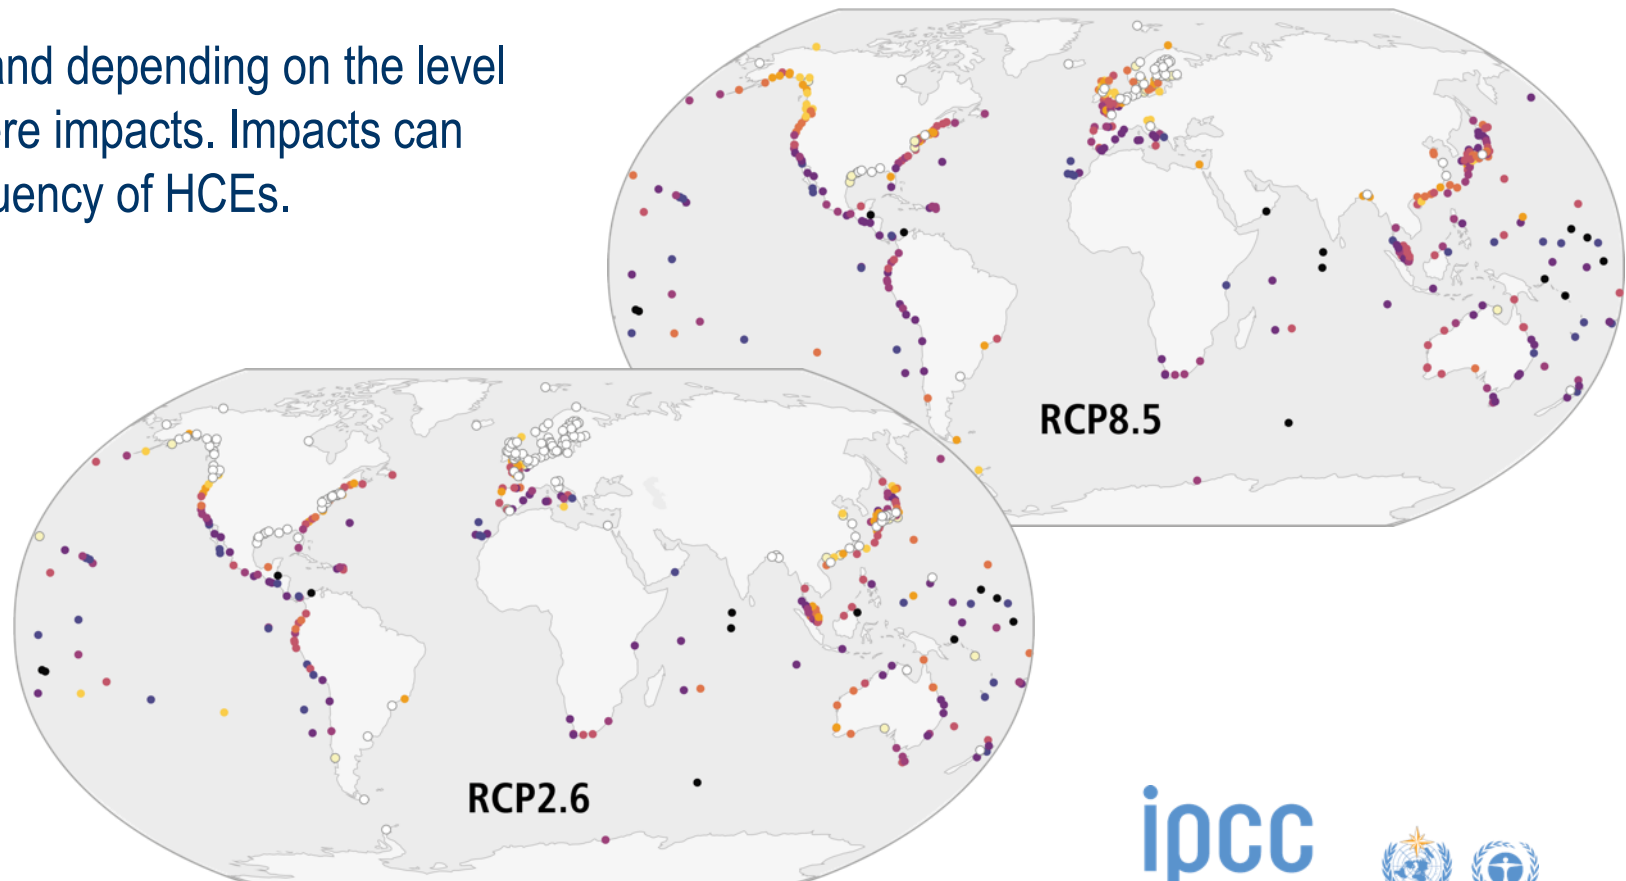 and depending on the level
re impacts. Impacts can
uency of HCEs.
RCP8.5
RCP2.6
ipcc